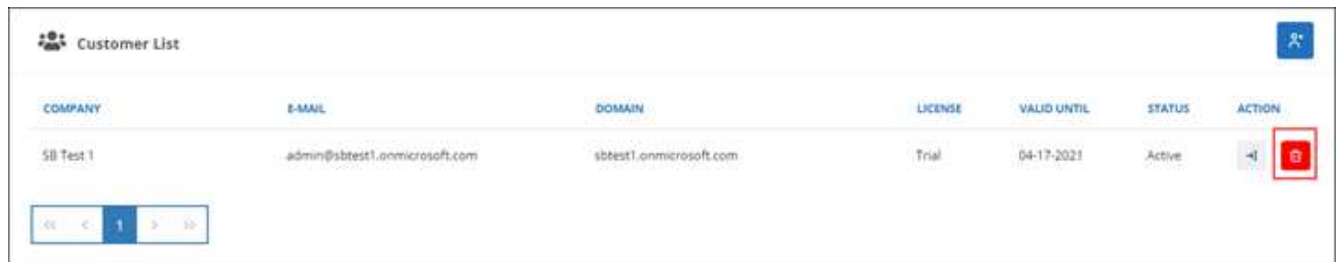 Customer List
COMPANY E-MAIL DOMAIN LICENSE VALID UNTIL STATUS ACTION
SB Test 1 admin@sbtest1.onmicrosoft.com sbtest1.onmicrosoft.com Trial 04-17-2021 Active
<< < 1 > >>